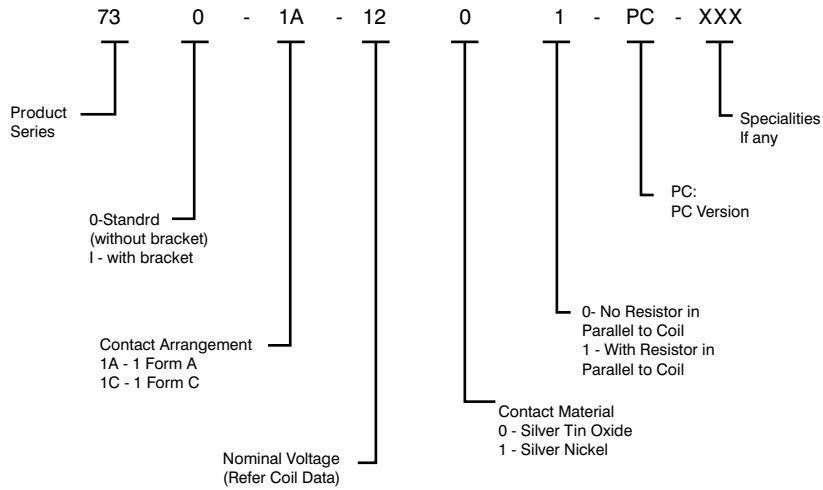 73 0 - 1A - 12 0 1 - PC - XXX
Product
Series
Specialities
If any
PC:
PC Version
0-Standrd
(without bracket)
I - with bracket
0- No Resistor in
Parallel to Coil
1 - With Resistor in
Parallel to Coil
Contact Arrangement
1A - 1 Form A
1C - 1 Form C
Contact Material
0 - Silver Tin Oxide
1 - Silver Nickel
Nominal Voltage
(Refer Coil Data)